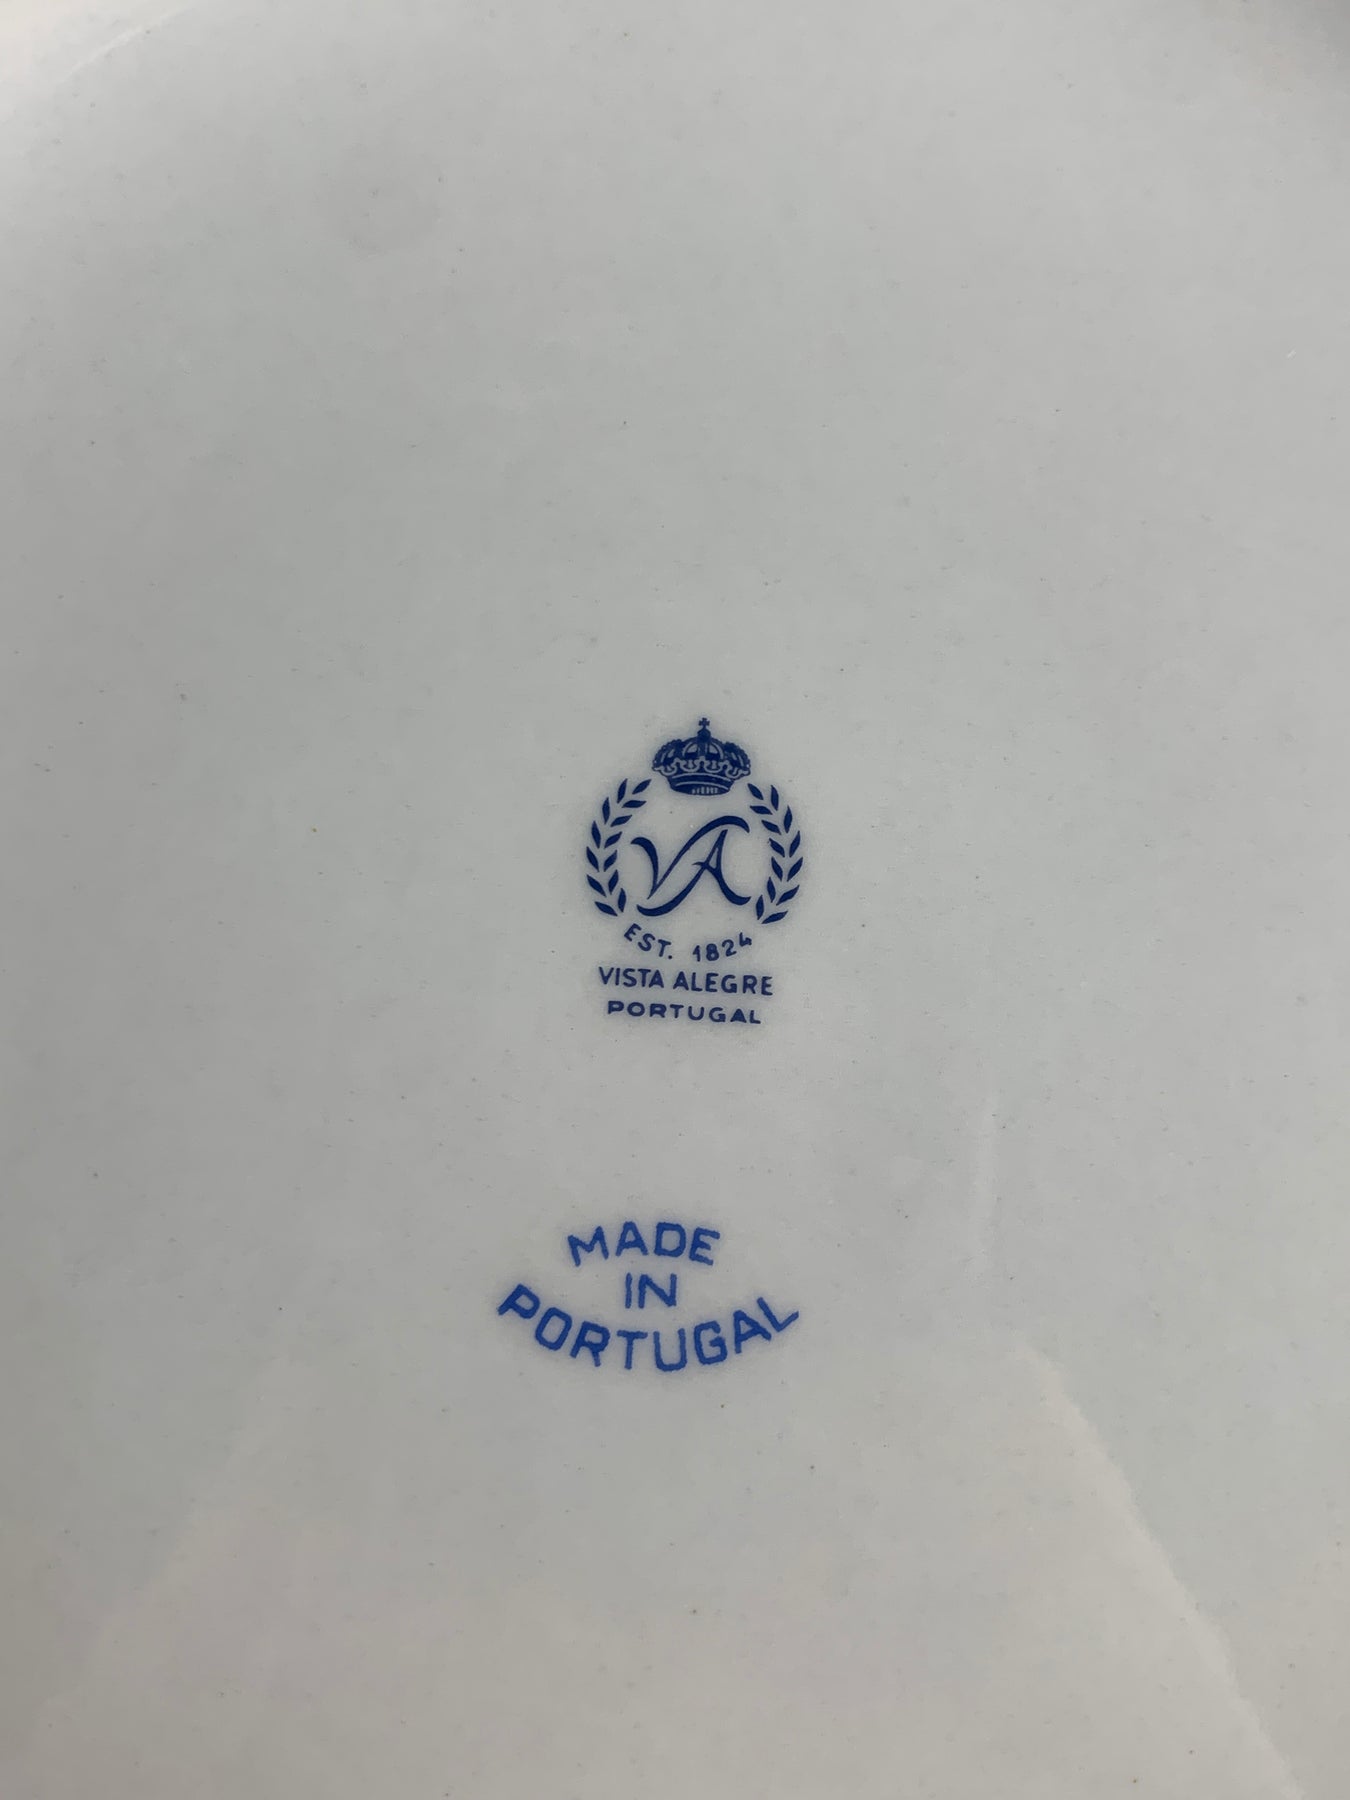 VA
EST. 1824
VISTA ALEGRE
PORTUGAL
MADE
IN
PORTUGAL